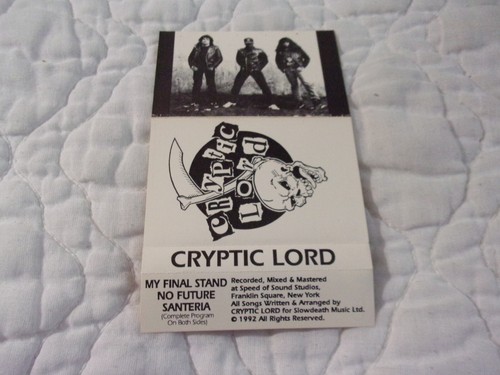 CRYPTIC
LORD
CRYPTIC LORD
MY FINAL STAND
NO FUTURE
SANTERIA
(Complete Program
On Both Sides)
Recorded, Mixed & Mastered
at Speed of Sound Studios,
Franklin Square, New York
All Songs Written & Arranged by
CRYPTIC LORD for Slowdeath Music Ltd.
© 1992 All Rights Reserved.